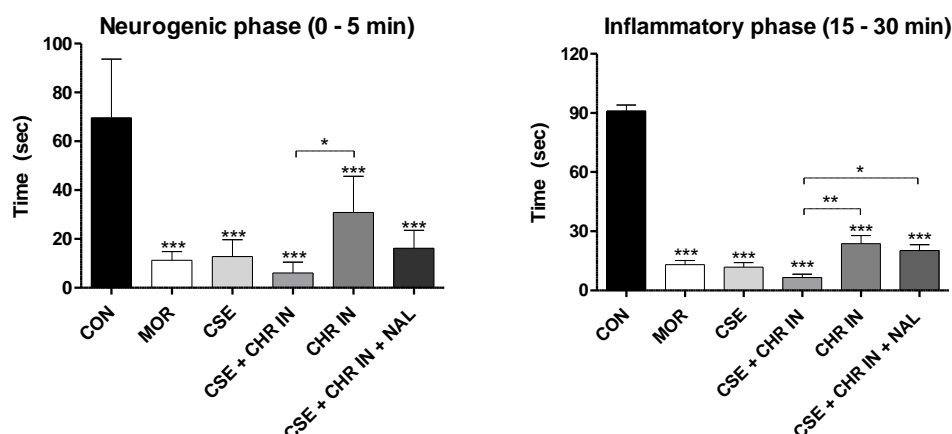 Neurogenic phase (0 - 5 min)
100
80
60
40
20
0
Time (sec)
***
***
***
*
***
***
CON
MOR
CSE
CSE + CHR IN
CHR IN
CSE + CHR IN + NAL
Inflammatory phase (15 - 30 min)
120
90
60
30
0
Time (sec)
***
***
***
**
*
***
***
CON
MOR
CSE
CSE + CHR IN
CHR IN
CSE + CHR IN + NAL